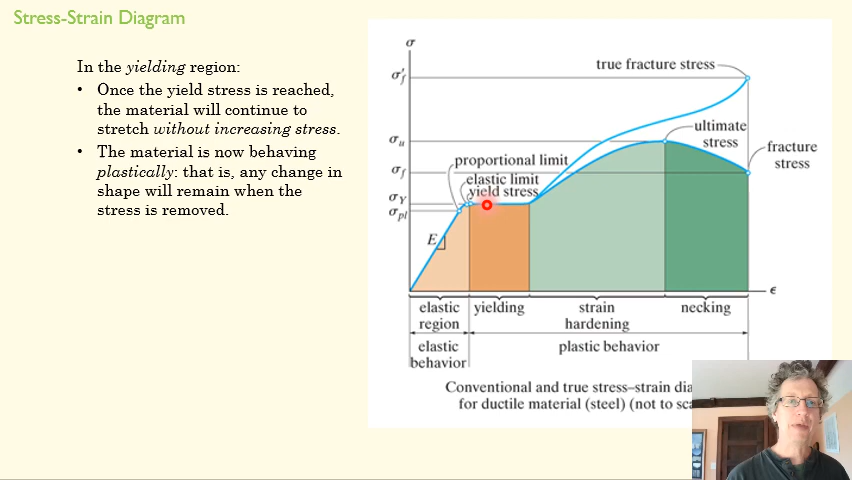 Stress-Strain Diagram
In the yielding region:
• Once the yield stress is reached,
the material will continue to
stretch without increasing stress.
• The material is now behaving
plastically: that is, any change in
shape will remain when the
stress is removed.
σ
true fracture stress
σ'f
ultimate
stress
σu
fracture
stress
proportional limit
σf
elastic limit
yield stress
σY
σpl
E
ϵ
elastic
region
yielding
strain
hardening
necking
elastic
behavior
plastic behavior
Conventional and true stress–strain dia
for ductile material (steel) (not to sca